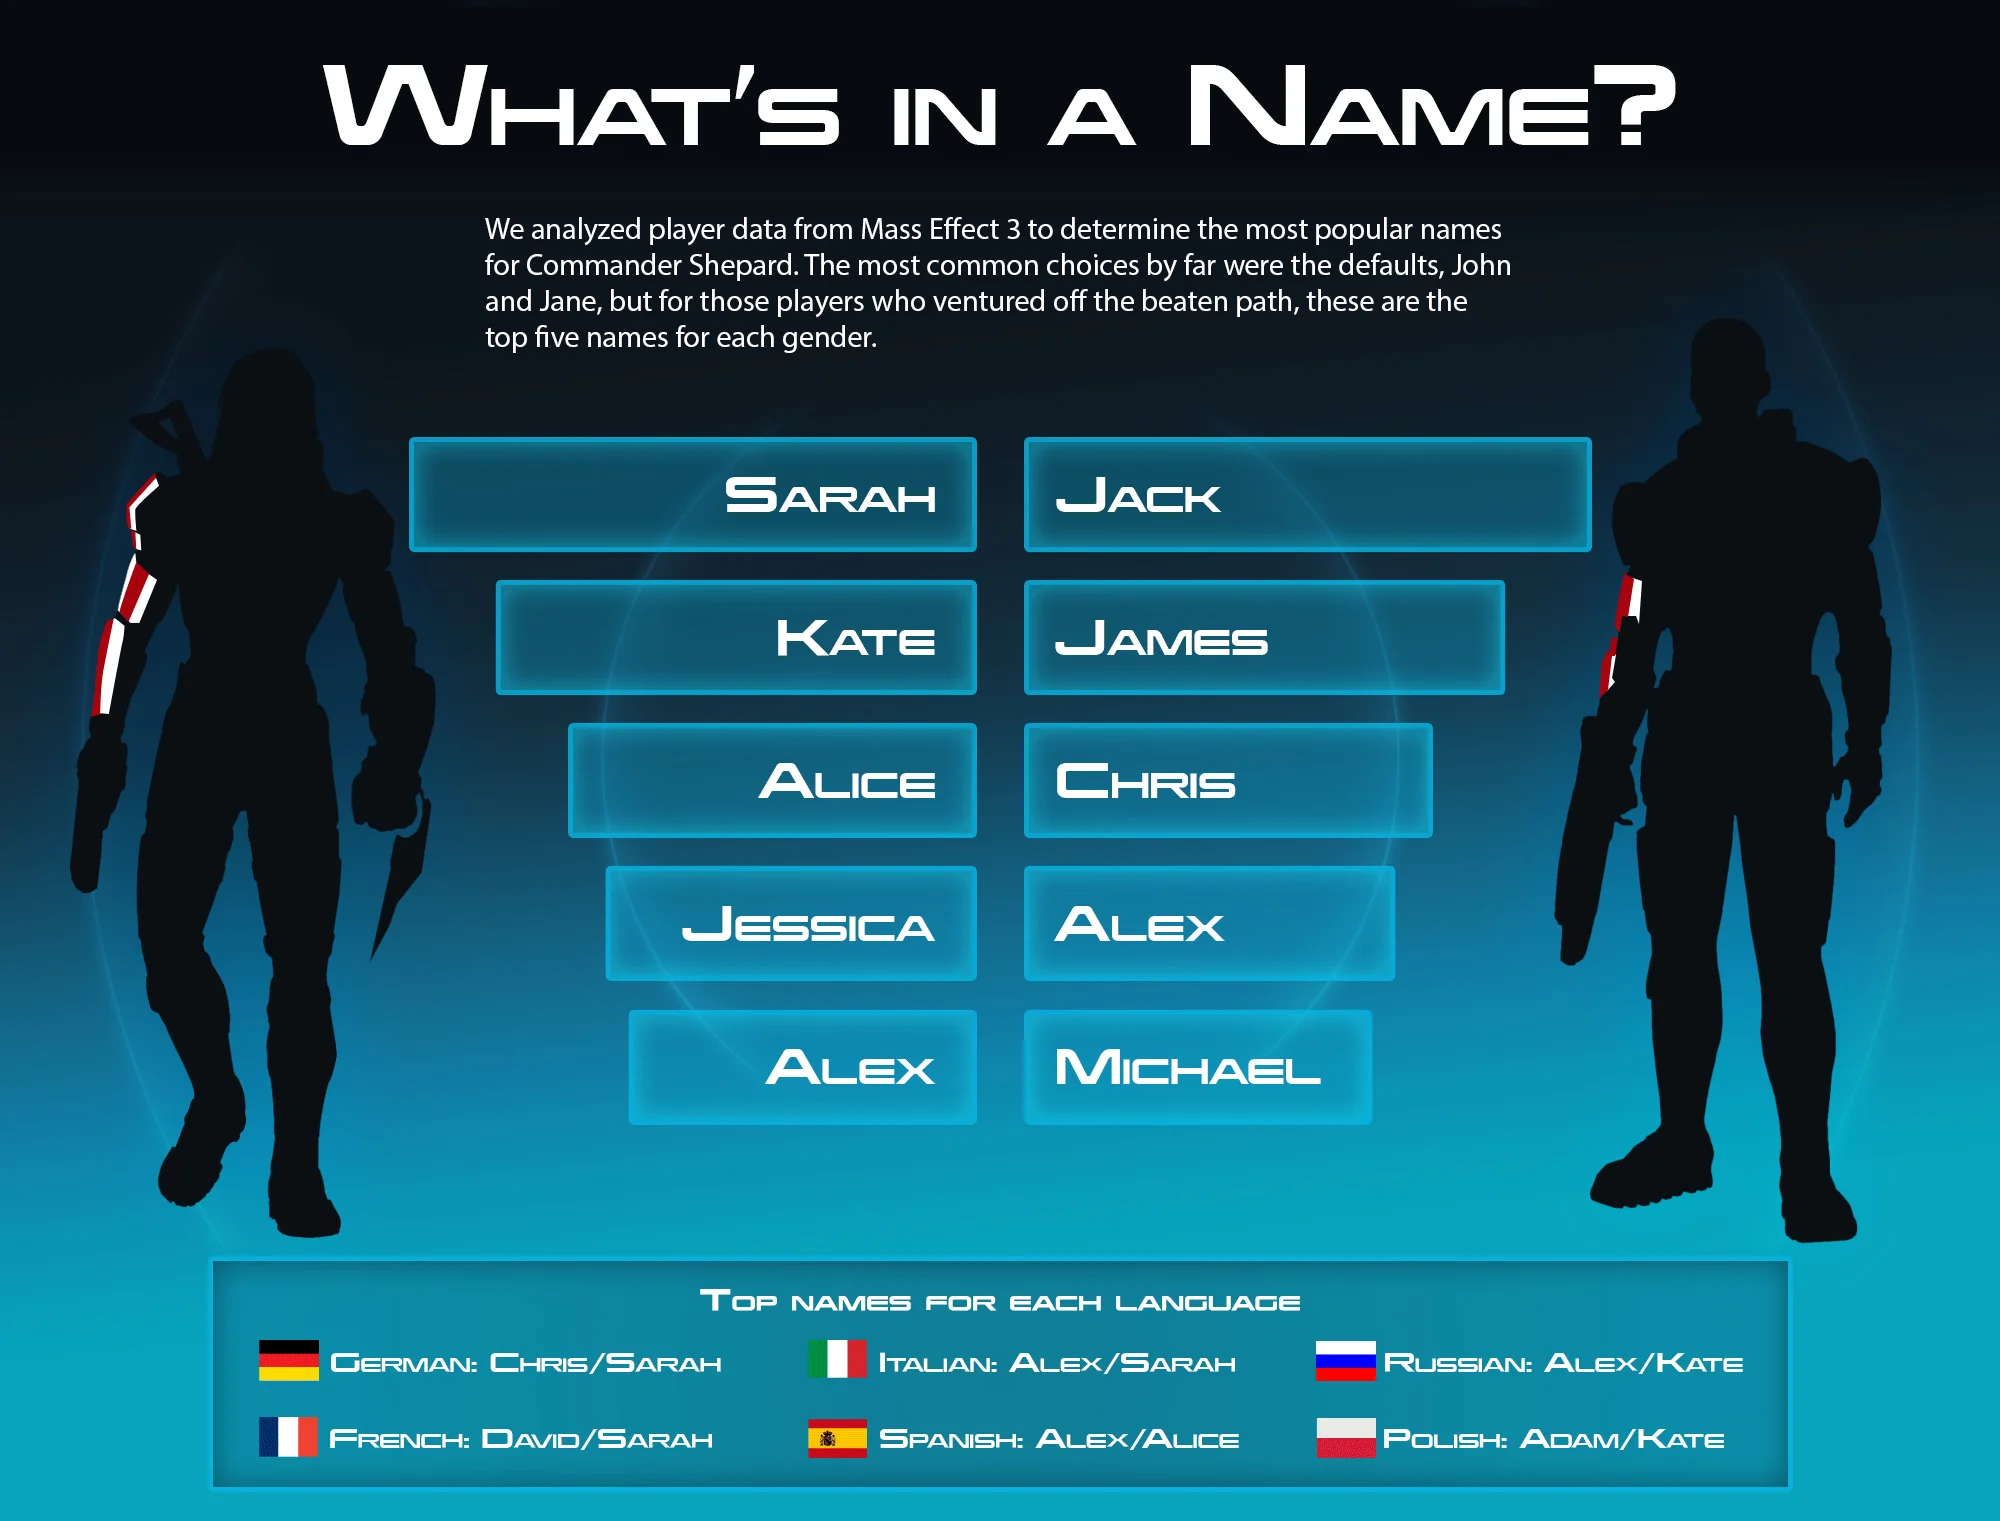 What's in a Name?
We analyzed player data from Mass Effect 3 to determine the most popular names
for Commander Shepard. The most common choices by far were the defaults, John
and Jane, but for those players who ventured off the beaten path, these are the
top five names for each gender.
Sarah
Jack
Kate
James
Alice
Chris
Jessica
Alex
Alex
Michael
Top names for each language
German: Chris/Sarah
Italian: Alex/Sarah
Russian: Alex/Kate
French: David/Sarah
Spanish: Alex/Alice
Polish: Adam/Kate